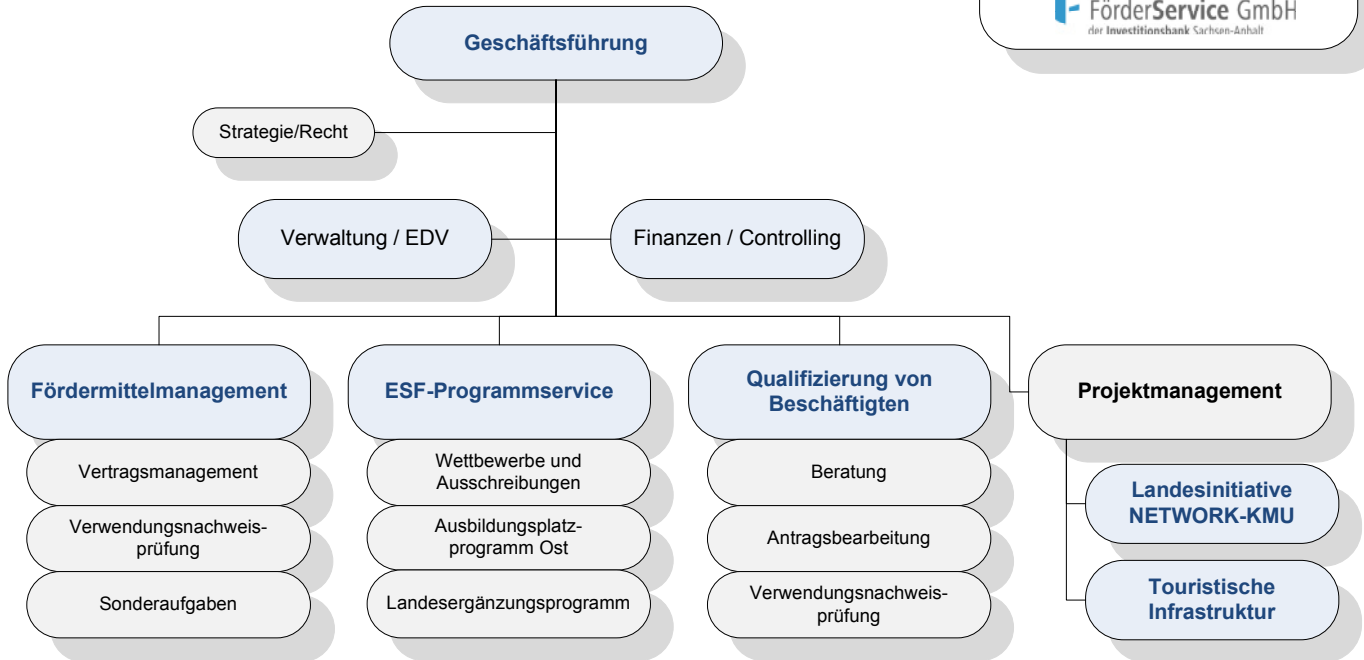 FörderService GmbH
der Investitionsbank Sachsen-Anhalt
Geschäftsführung
Strategie/Recht
Verwaltung / EDV
Finanzen / Controlling
Fördermittelmanagement
ESF-Programmservice
Qualifizierung von
Beschäftigten
Projektmanagement
Vertragsmanagement
Verwendungsnachweis-
prüfung
Sonderaufgaben
Wettbewerbe und
Ausschreibungen
Ausbildungsplatz-
programm Ost
Landesergänzungsprogramm
Beratung
Antragsbearbeitung
Verwendungsnachweis-
prüfung
Landesinitiative
NETWORK-KMU
Touristische
Infrastruktur